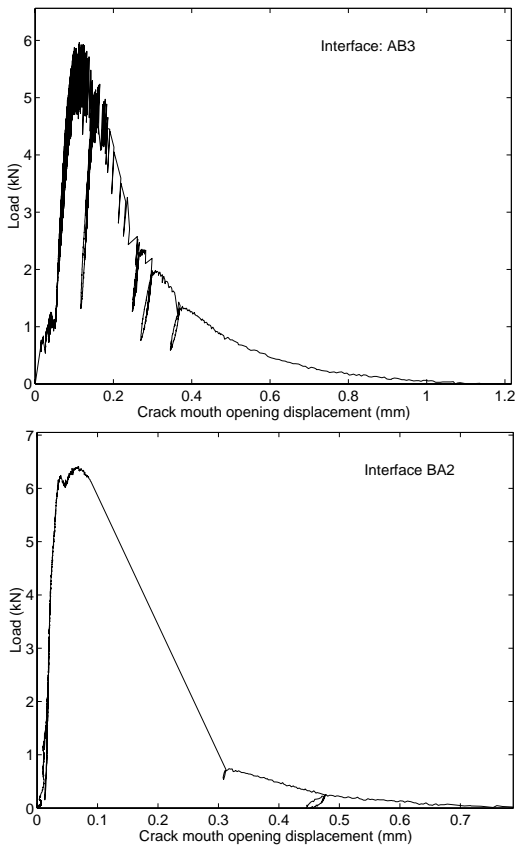 6
Interface: AB3
5
4
Load (kN)
3
2
1
0
0 0.2 0.4 0.6 0.8 1 1.2
Crack mouth opening displacement (mm)
7
Interface BA2
6
5
4
Load (kN)
3
2
1
0
0 0.1 0.2 0.3 0.4 0.5 0.6 0.7
Crack mouth opening displacement (mm)